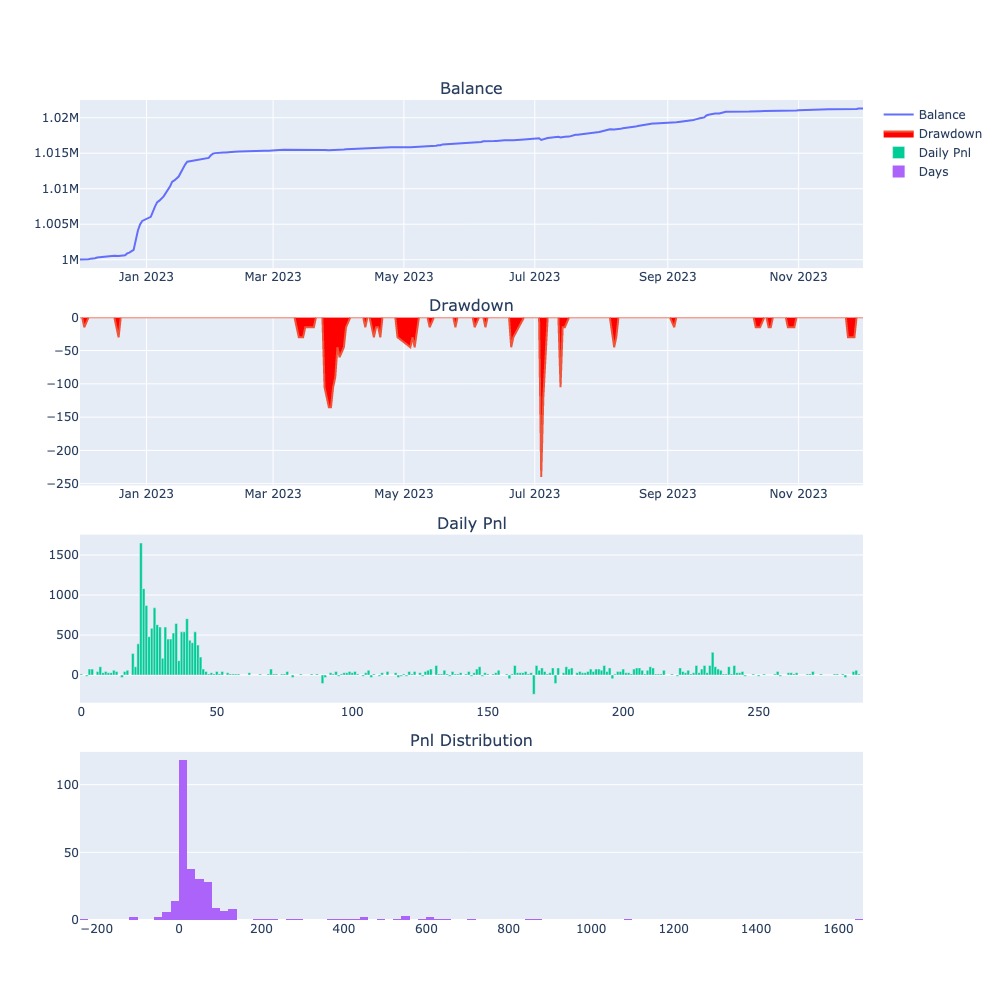 Balance
1.02M
1.015M
1.01M
1.005M
1M
Jan 2023 Mar 2023 May 2023 Jul 2023 Sep 2023 Nov 2023
Balance
Drawdown
Daily Pnl
Days
Drawdown
0
−50
−100
−150
−200
−250
Jan 2023 Mar 2023 May 2023 Jul 2023 Sep 2023 Nov 2023
Daily Pnl
1500
1000
500
0
0 50 100 150 200 250
Pnl Distribution
100
50
0
−200 0 200 400 600 800 1000 1200 1400 1600